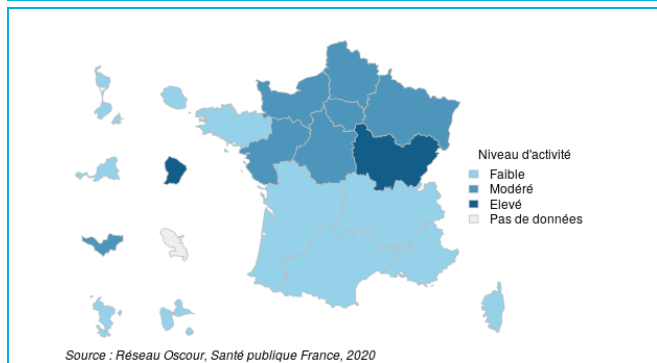 Niveau d'activité
Faible
Modéré
Elevé
Pas de données
Source : Réseau Oscour, Santé publique France, 2020